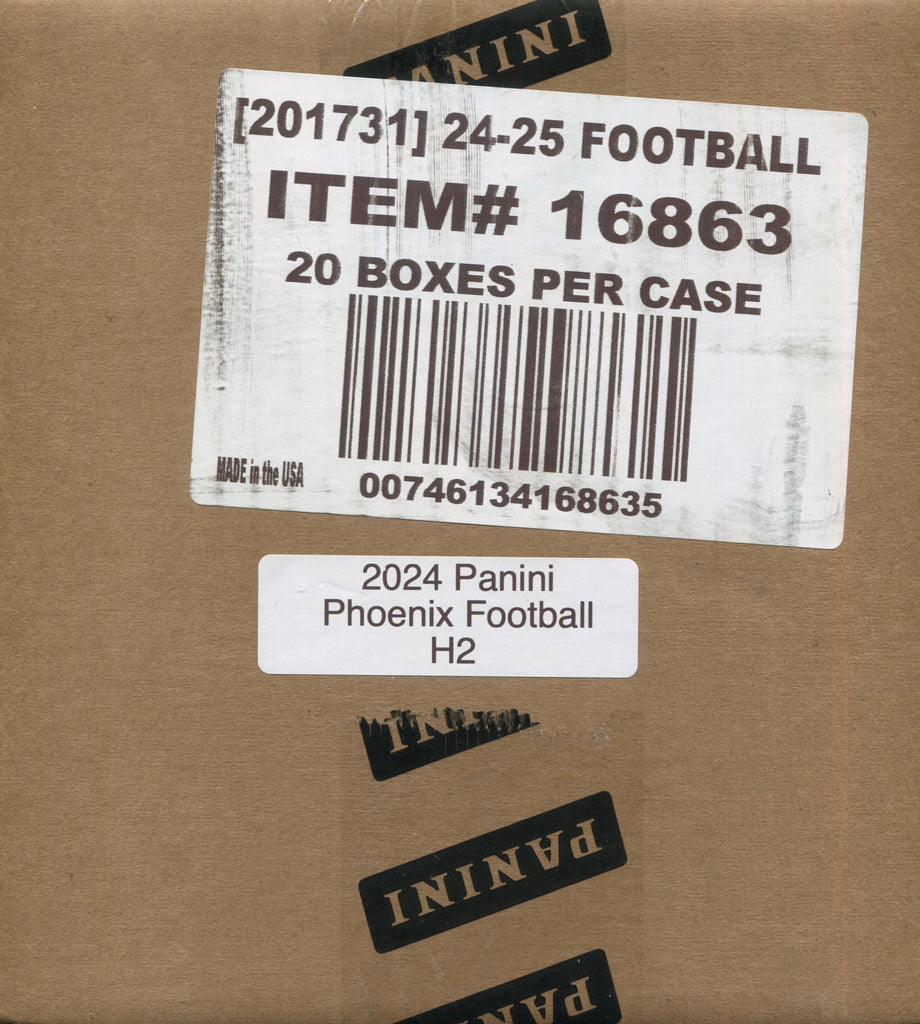 PANINI
[201731] 24-25 FOOTBALL
ITEM# 16863
20 BOXES PER CASE
MADE in the USA
00746134168635
2024 Panini
Phoenix Football
H2
PANINI
PANINI